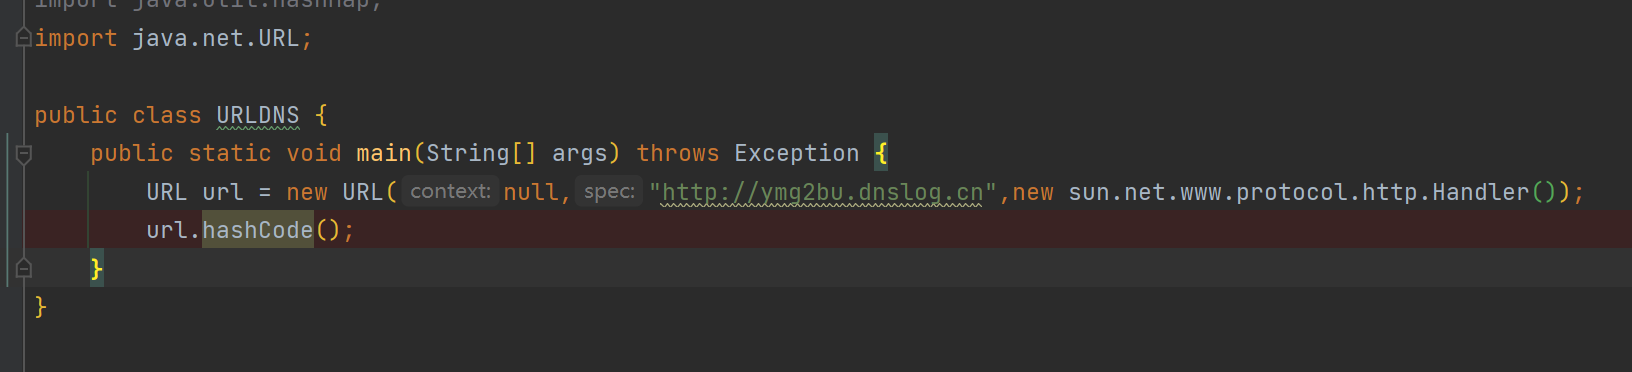 import java.util.HashMap;
import java.net.URL;
public class URLDNS {
public static void main(String[] args) throws Exception {
URL url = new URL( context: null, spec: "http://ymg2bu.dnslog.cn",new sun.net.www.protocol.http.Handler());
url.hashCode();
}
}